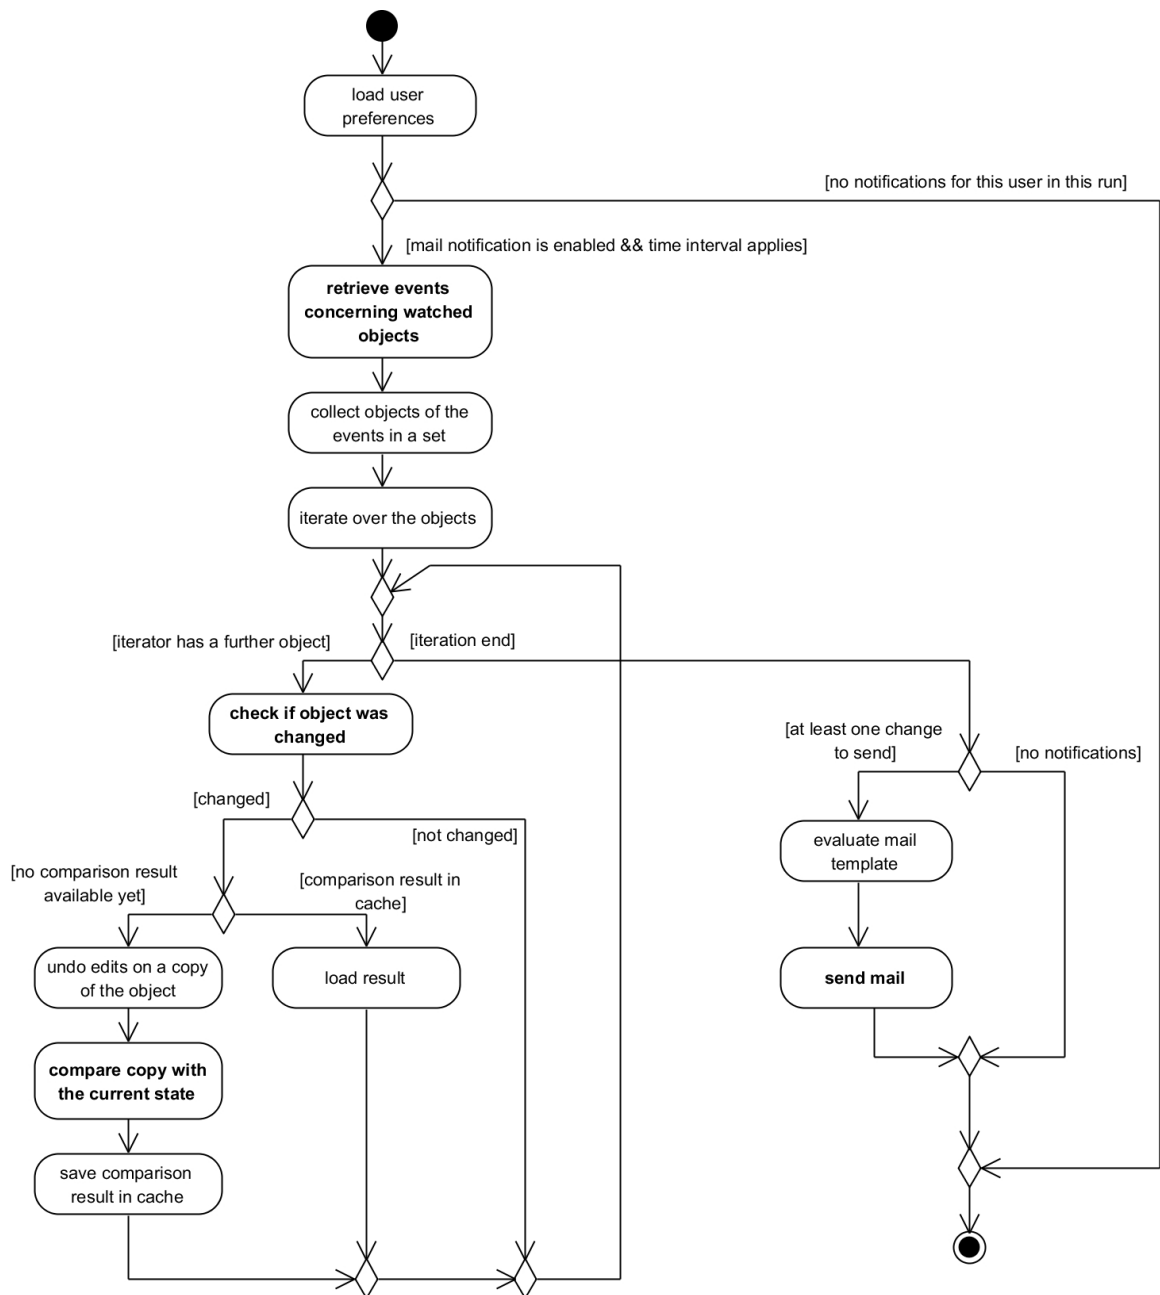 load user
preferences
[no notifications for this user in this run]
[mail notification is enabled && time interval applies]
retrieve events
concerning watched
objects
collect objects of the
events in a set
iterate over the objects
[iterator has a further object]
[iteration end]
check if object was
changed
[at least one change
to send]
[no notifications]
[changed]
[not changed]
evaluate mail
template
[no comparison result
available yet]
[comparison result in
cache]
undo edits on a copy
of the object
load result
send mail
compare copy with
the current state
save comparison
result in cache